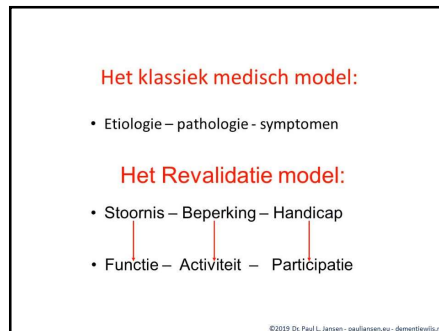 Het klassiek medisch model:
• Etiologie – pathologie - symptomen
Het Revalidatie model:
• Stoornis – Beperking – Handicap
• Functie – Activiteit – Participatie
©2019 Dr. Paul L. Jansen - pauljansen.eu - dementiewijs.n